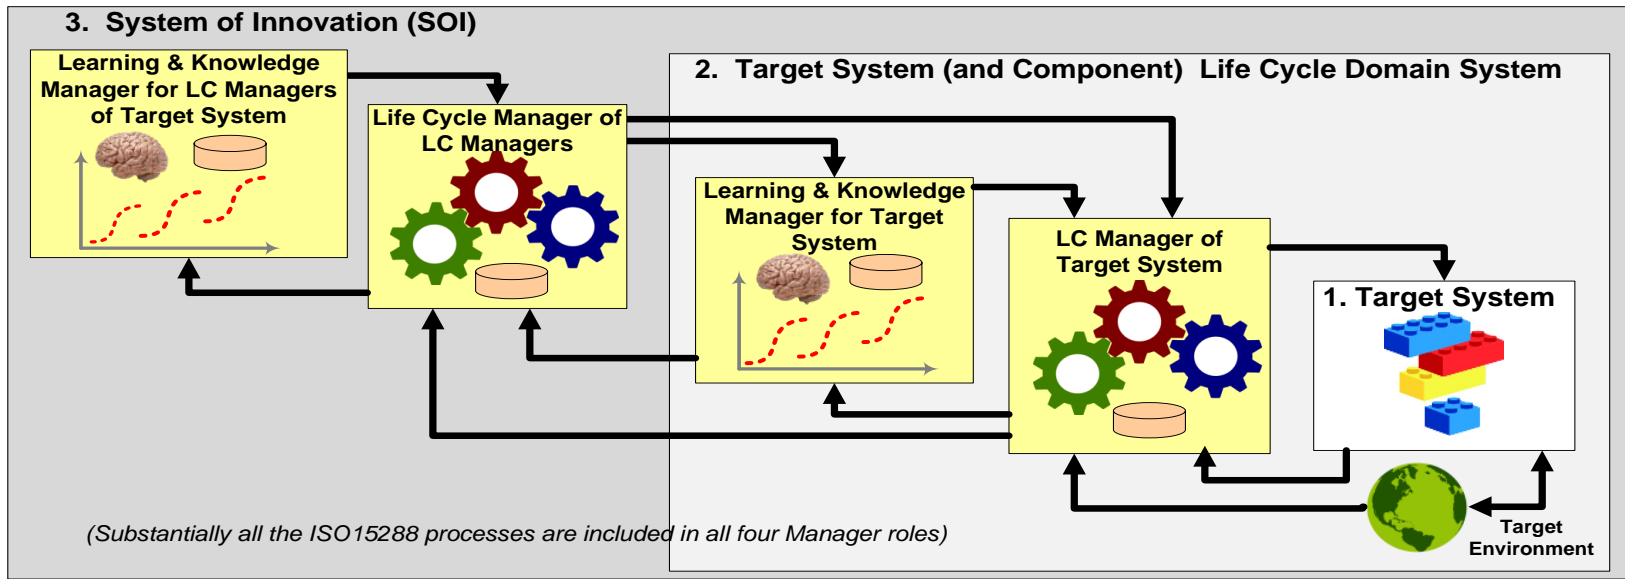 3. System of Innovation (SOI)
Learning & Knowledge
Manager for LC Managers
of Target System
Life Cycle Manager of
LC Managers
2. Target System (and Component) Life Cycle Domain System
Learning & Knowledge
Manager for Target
System
LC Manager of
Target System
1. Target System
Target
Environment
(Substantially all the ISO15288 processes are included in all four Manager roles)